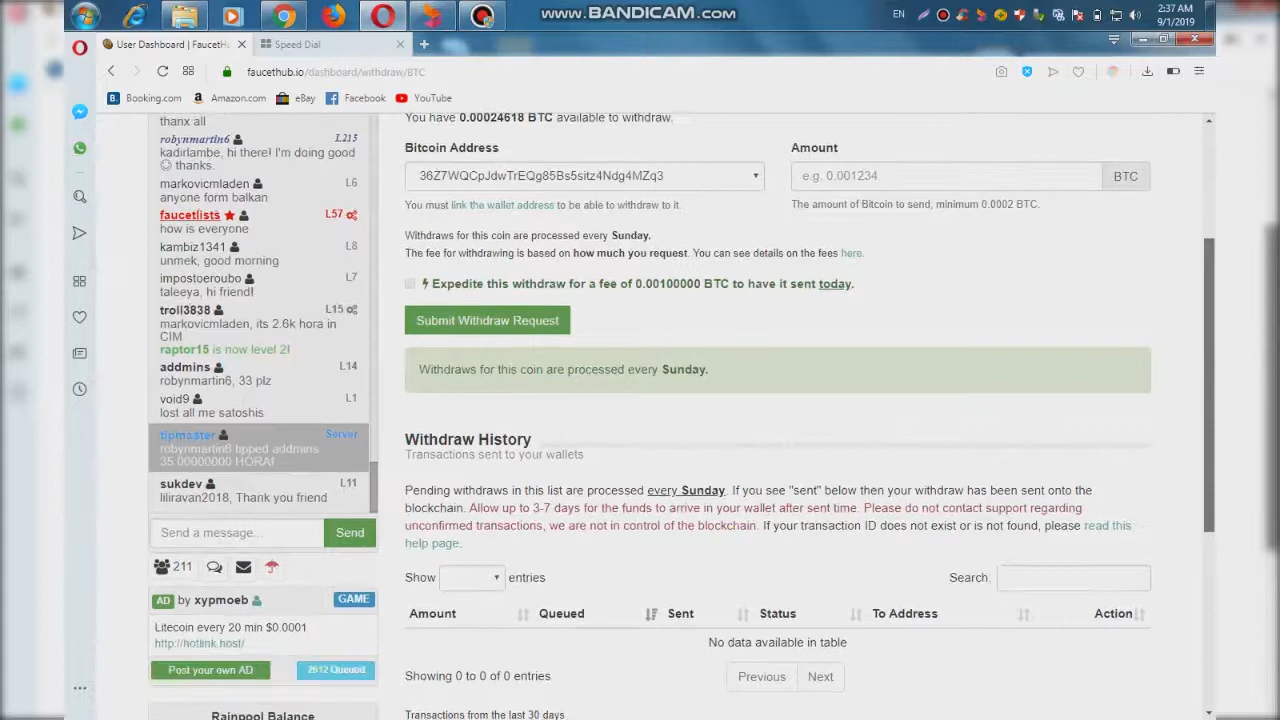 www.BANDICAM.com
EN
2:37 AM
9/1/2019
User Dashboard | FaucetHu
Speed Dial
faucethub.io/dashboard/withdraw/BTC
Booking.com
Amazon.com
eBay
Facebook
YouTube
thanx all
robynmartin6 L215
kadirlambe, hi there! I'm doing good
thanks.
markovicmladen L6
anyone form balkan
faucetlists L57
how is everyone
kambiz1341 L8
unmek, good morning
impostoeroubo L7
taleeya, hi friend!
troll3838 L15
markovicmladen, its 2.6k hora in
CIM
raptor15 is now level 2!
addmins L14
robynmartin6, 33 plz
void9 L1
lost all me satoshis
tipmaster Server
robynmartin6 tipped addmins
35.00000000 HORA!
sukdev L11
liliravan2018, Thank you friend
Send a message...
Send
211
AD by xypmoeb GAME
Litecoin every 20 min $0.0001
http://hotlink.host/
Post your own AD
2612 Queued
Rainpool Balance
You have 0.00024618 BTC available to withdraw.
Bitcoin Address
Amount
36Z7WQCpJdwTrEQg85Bs5sitz4Ndg4MZq3
e.g. 0.001234
BTC
You must link the wallet address to be able to withdraw to it.
The amount of Bitcoin to send, minimum 0.0002 BTC.
Withdraws for this coin are processed every Sunday.
The fee for withdrawing is based on how much you request. You can see details on the fees here.
Expedite this withdraw for a fee of 0.00100000 BTC to have it sent today.
Submit Withdraw Request
Withdraws for this coin are processed every Sunday.
Withdraw History
Transactions sent to your wallets
Pending withdraws in this list are processed every Sunday. If you see "sent" below then your withdraw has been sent onto the
blockchain. Allow up to 3-7 days for the funds to arrive in your wallet after sent time. Please do not contact support regarding
unconfirmed transactions, we are not in control of the blockchain. If your transaction ID does not exist or is not found, please read this
help page.
Show entries
Search:
Amount Queued Sent Status To Address Action
No data available in table
Showing 0 to 0 of 0 entries
Previous
Next
Transactions from the last 30 days